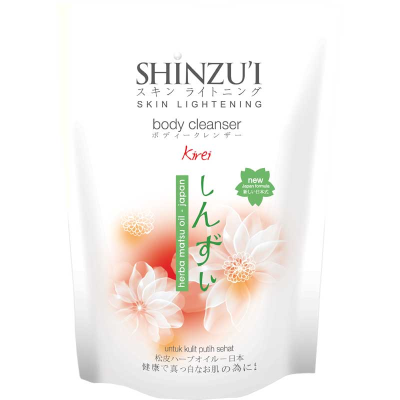 SHINZU'I
スキン ライトニング
SKIN LIGHTENING
body cleanser
ボディークレンザー
Kirei
new
Japan formula
herba matsu oil - japan
しんずい
untuk kulit putih sehat
松皮ハーブオイルー日本
健康で真っ白なお肌の為に!